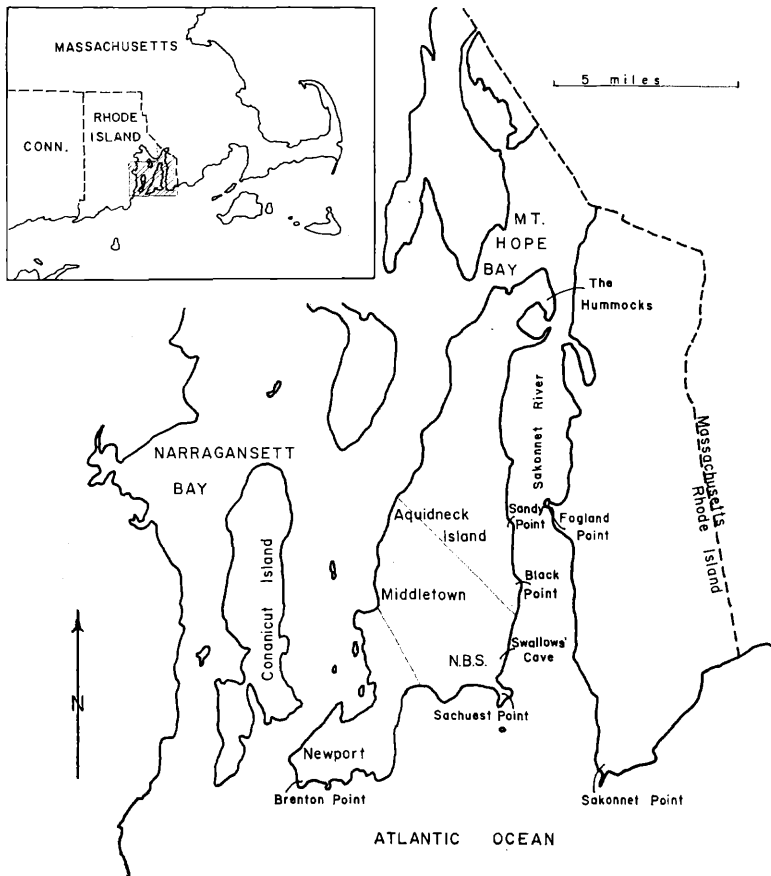 MASSACHUSETTS
RHODE
ISLAND
CONN.
5 miles
MT.
HOPE
BAY
The
Hummocks
NARRAGANSETT
BAY
Sakonnet River
Massachusetts
Rhode Island
Conanicut Island
Aquidneck
Island
Sandy
Point
Fogland
Point
Middletown
Black
Point
N.B.S.
Swallows'
Cave
N
Sachuest Point
Newport
Brenton Point
Sakonnet Point
ATLANTIC OCEAN